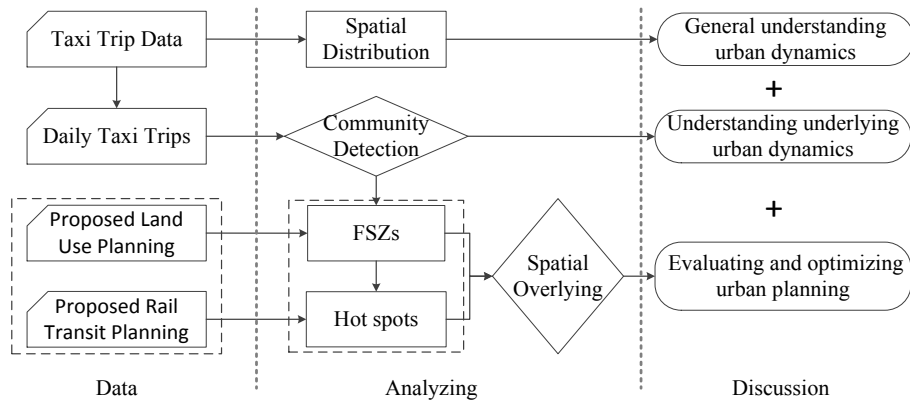 Taxi Trip Data
Spatial
Distribution
General understanding
urban dynamics
+
Daily Taxi Trips
Community
Detection
Understanding underlying
urban dynamics
+
Proposed Land
Use Planning
FSZs
Spatial
Overlying
Evaluating and optimizing
urban planning
Proposed Rail
Transit Planning
Hot spots
Data
Analyzing
Discussion